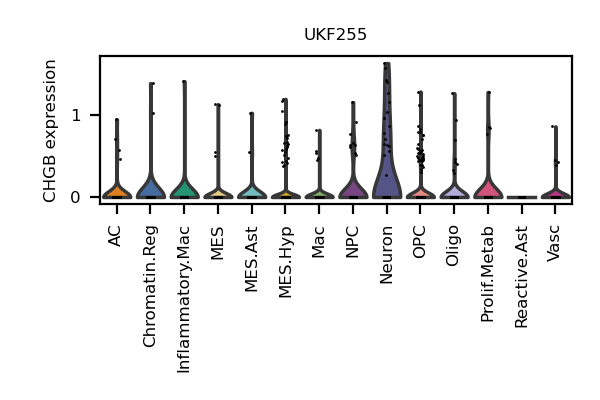 UKF255
CHGB expression
1
0
AC
Chromatin.Reg
Inflammatory.Mac
MES
MES.Ast
MES.Hyp
Mac
NPC
Neuron
OPC
Oligo
Prolif.Metab
Reactive.Ast
Vasc